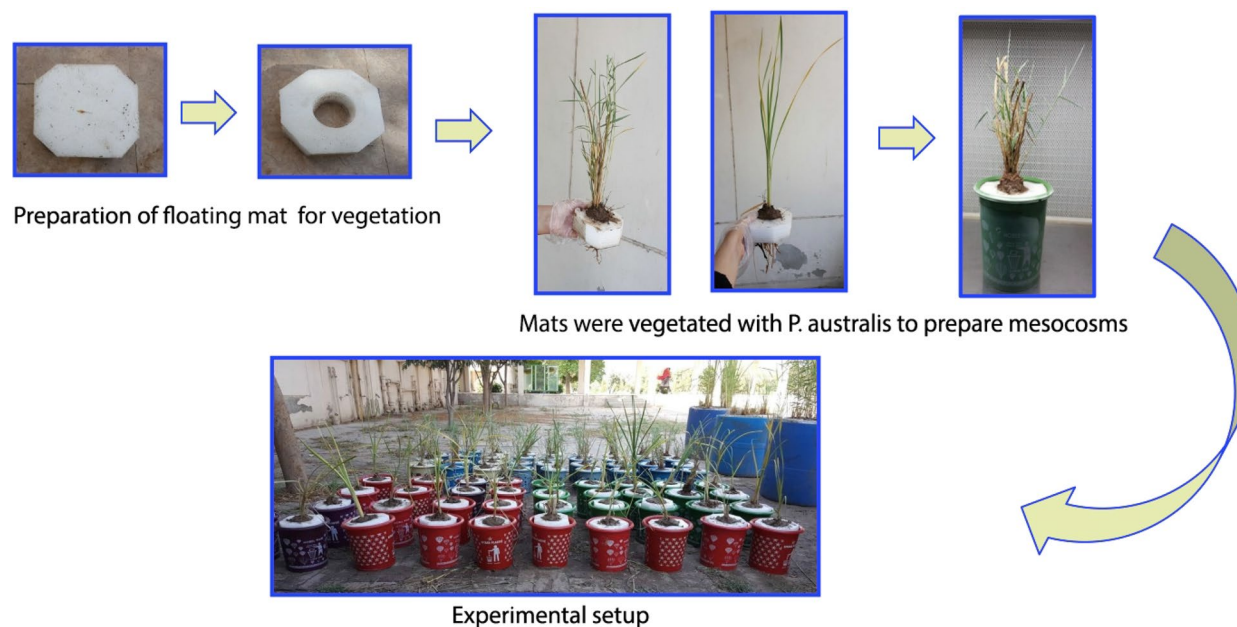 Preparation of floating mat for vegetation
Mats were vegetated with P. australis to prepare mesocosms
Experimental setup